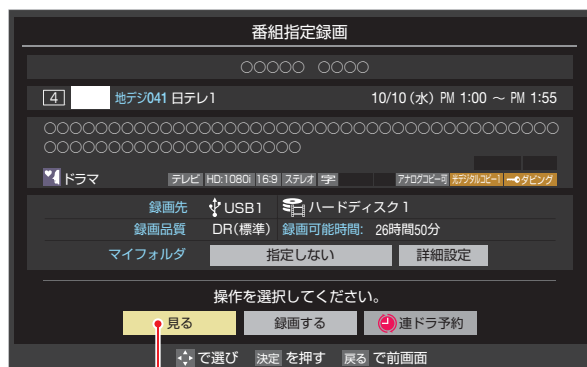 番組指定録画
○○○○○ ○○○○
4 地デジ041 日テレ1 10/10(水) PM 1:00 ～ PM 1:55
○○○○○○○○○○○○○○○○○○○○○○○○○○○○○○○○○○○○○○○○
○○○○○○○○○○○○○○○○○○○○
ドラマ テレビ HD:1080i 16:9 ステレオ 字 アナログコピー可 光デジタルコピー1 ダビング
録画先 USB1 ハードディスク1
録画品質 DR(標準) 録画可能時間: 26時間50分
マイフォルダ 指定しない 詳細設定
操作を選択してください。
見る 録画する 連ドラ予約
で選び 決定 を押す 戻る で前画面